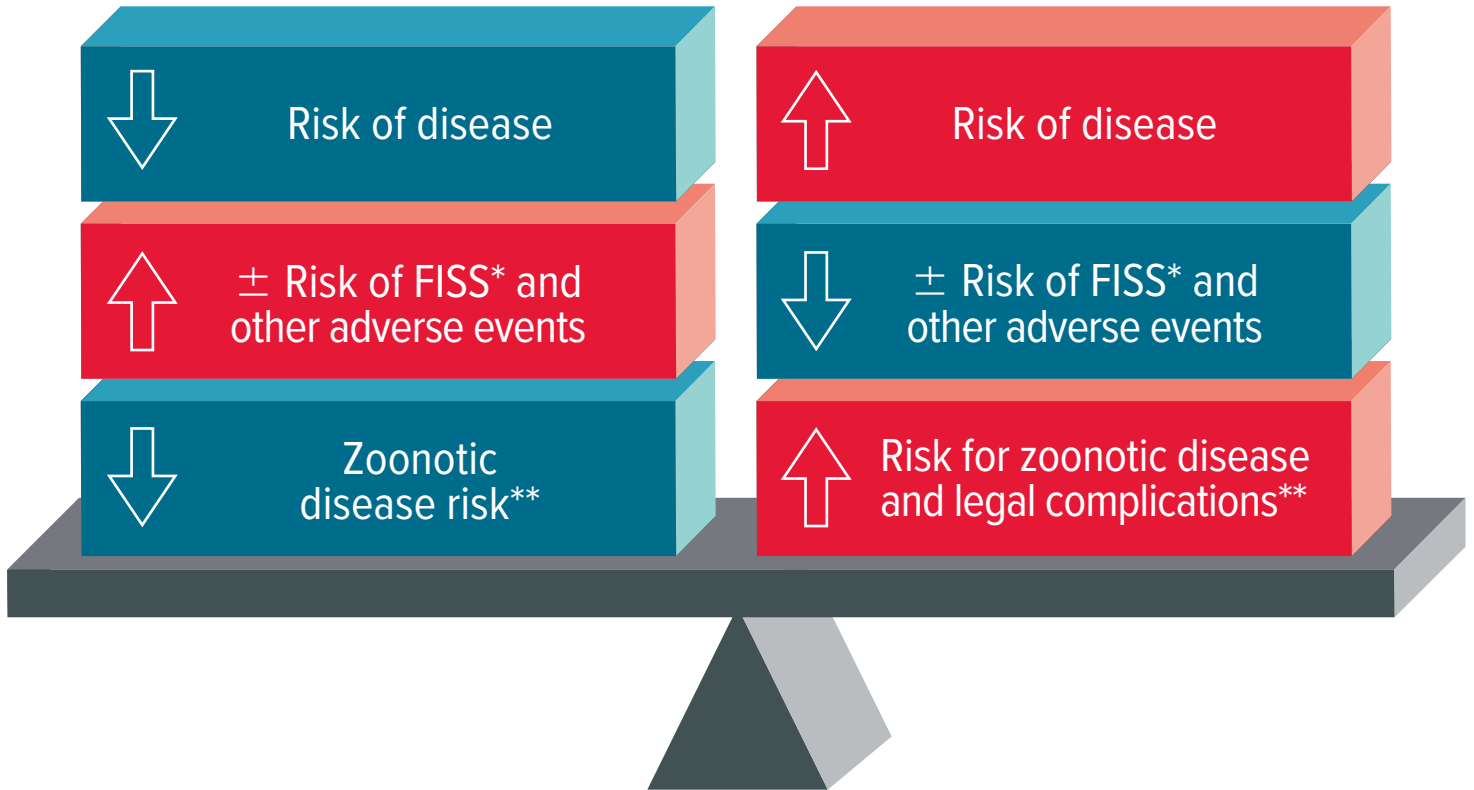 Risk of disease
± Risk of FISS* and
other adverse events
Zoonotic
disease risk**
Risk of disease
± Risk of FISS* and
other adverse events
Risk for zoonotic disease
and legal complications**